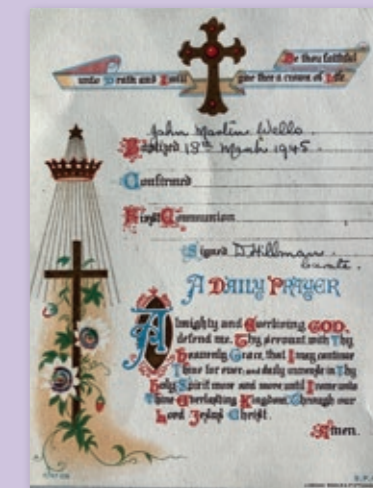 Be thou faithful
unto Death and I will give thee a crown of Life.
John Martin Wells.
Baptized 18th March 1945.
Confirmed
First Communion
Signed D. Hillman.
Curate.
A DAILY PRAYER
Almighty and Everliving GOD,
defend me, Thy servant with Thy
Heavenly Grace, that I may continue
Thine for ever, and daily increase in Thy
Holy Spirit more and more until I come unto
Thine Everlasting Kingdom Through our
Lord Jesus Christ.
Amen.